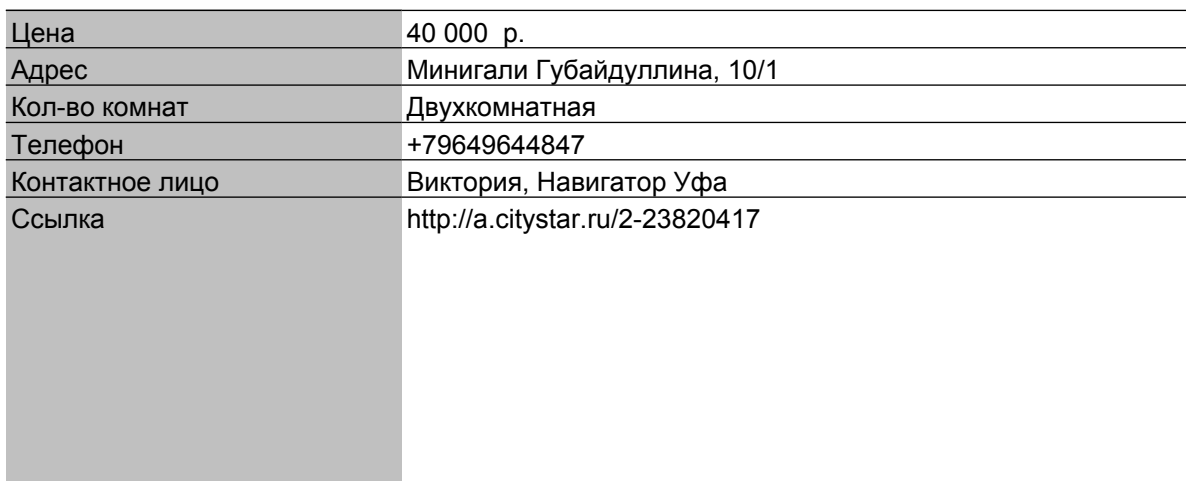 Цена 40 000 р.
Адрес Минигали Губайдуллина, 10/1
Кол-во комнат Двухкомнатная
Телефон +79649644847
Контактное лицо Виктория, Навигатор Уфа
Ссылка http://a.citystar.ru/2-23820417